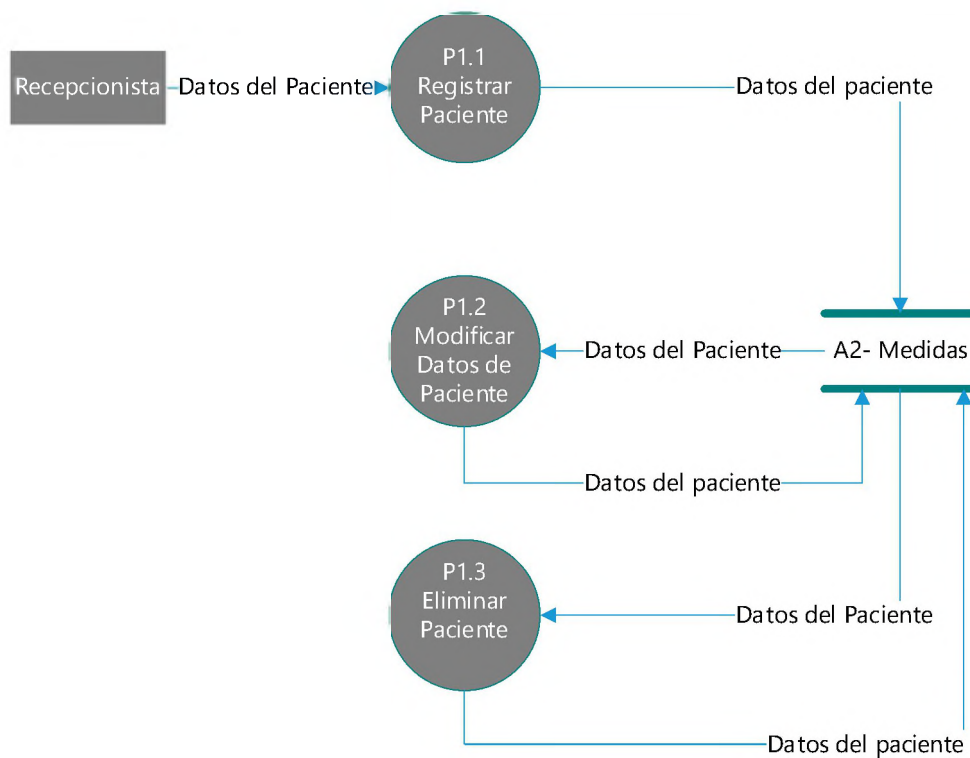 Recepcionista
Datos del Paciente
P1.1
Registrar
Paciente
Datos del paciente
P1.2
Modificar
Datos de
Paciente
Datos del Paciente
A2- Medidas
Datos del paciente
P1.3
Eliminar
Paciente
Datos del Paciente
Datos del paciente